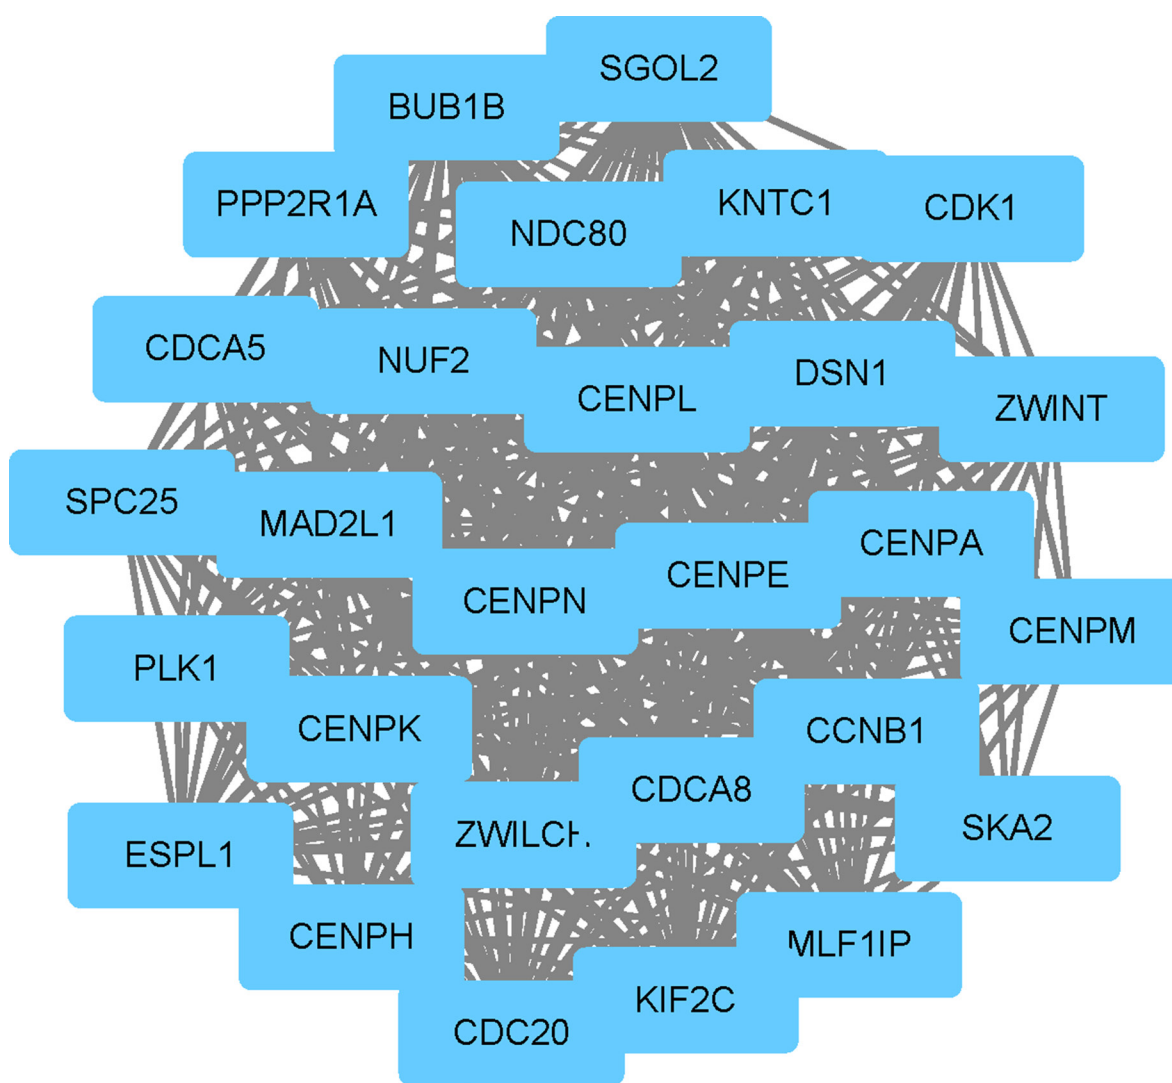 SGOL2
BUB1B
PPP2R1A
KNTC1
CDK1
NDC80
CDCA5
NUF2
DSN1
CENPL
ZWINT
SPC25
MAD2L1
CENPA
CENPE
CENPN
CENPM
PLK1
CENPK
CCNB1
CDCA8
ZWILCH
SKA2
ESPL1
CENPH
MLF1IP
KIF2C
CDC20